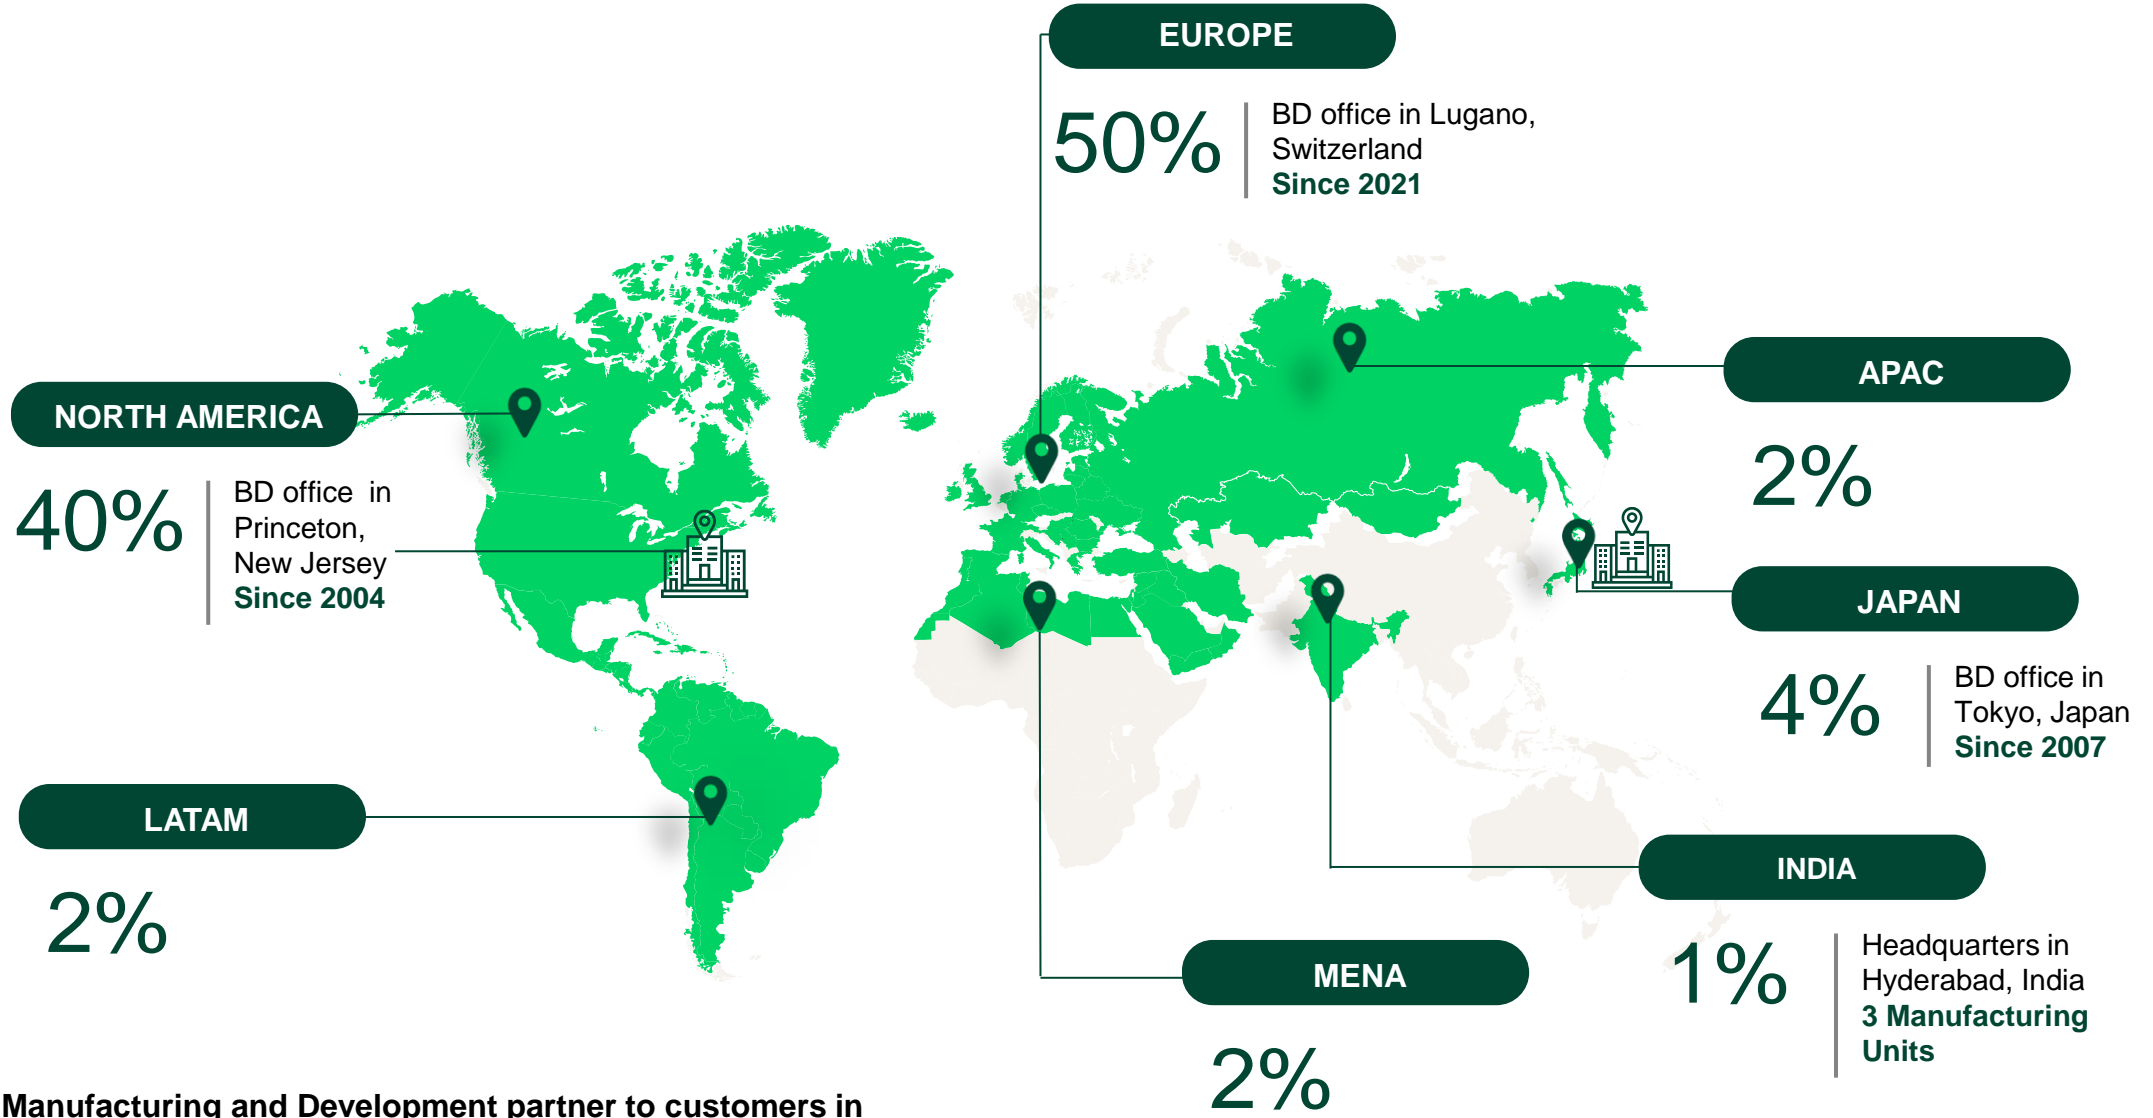 EUROPE
50%
BD office in Lugano,
Switzerland
Since 2021
NORTH AMERICA
40%
BD office in
Princeton,
New Jersey
Since 2004
APAC
2%
JAPAN
4%
BD office in
Tokyo, Japan
Since 2007
LATAM
2%
INDIA
1%
Headquarters in
Hyderabad, India
3 Manufacturing
Units
MENA
2%
Manufacturing and Development partner to customers in